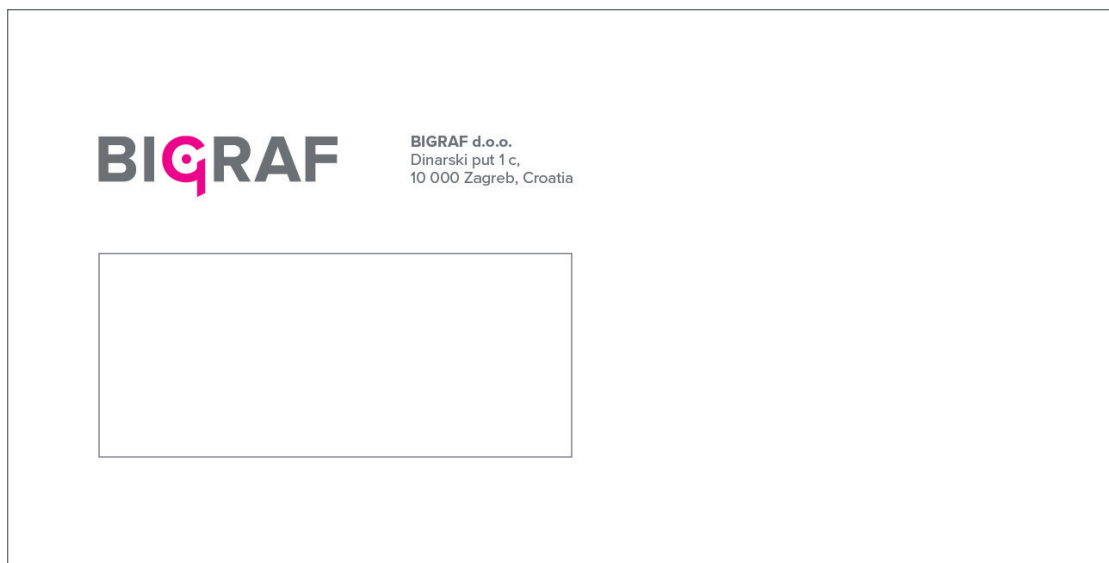 BIGRAF
BIGRAF d.o.o.
Dinarski put 1 c,
10 000 Zagreb, Croatia